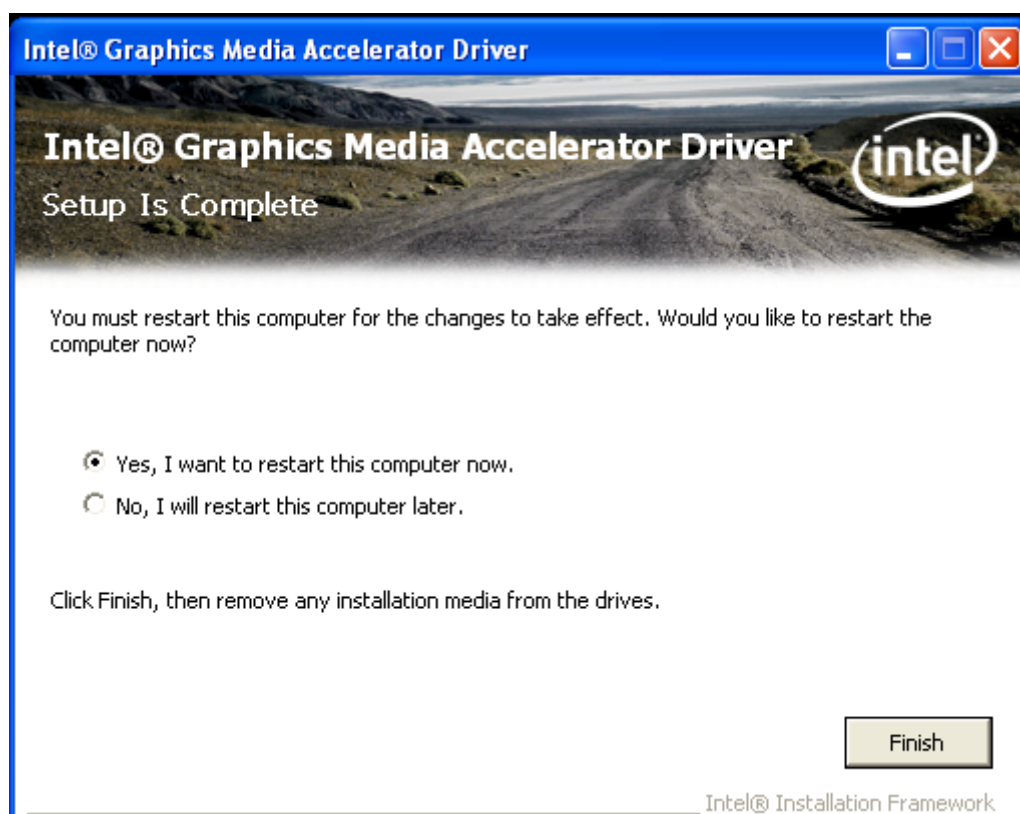 Intel® Graphics Media Accelerator Driver
Intel® Graphics Media Accelerator Driver
intel
Setup Is Complete
You must restart this computer for the changes to take effect. Would you like to restart the
computer now?
Yes, I want to restart this computer now.
No, I will restart this computer later.
Click Finish, then remove any installation media from the drives.
Finish
Intel® Installation Framework